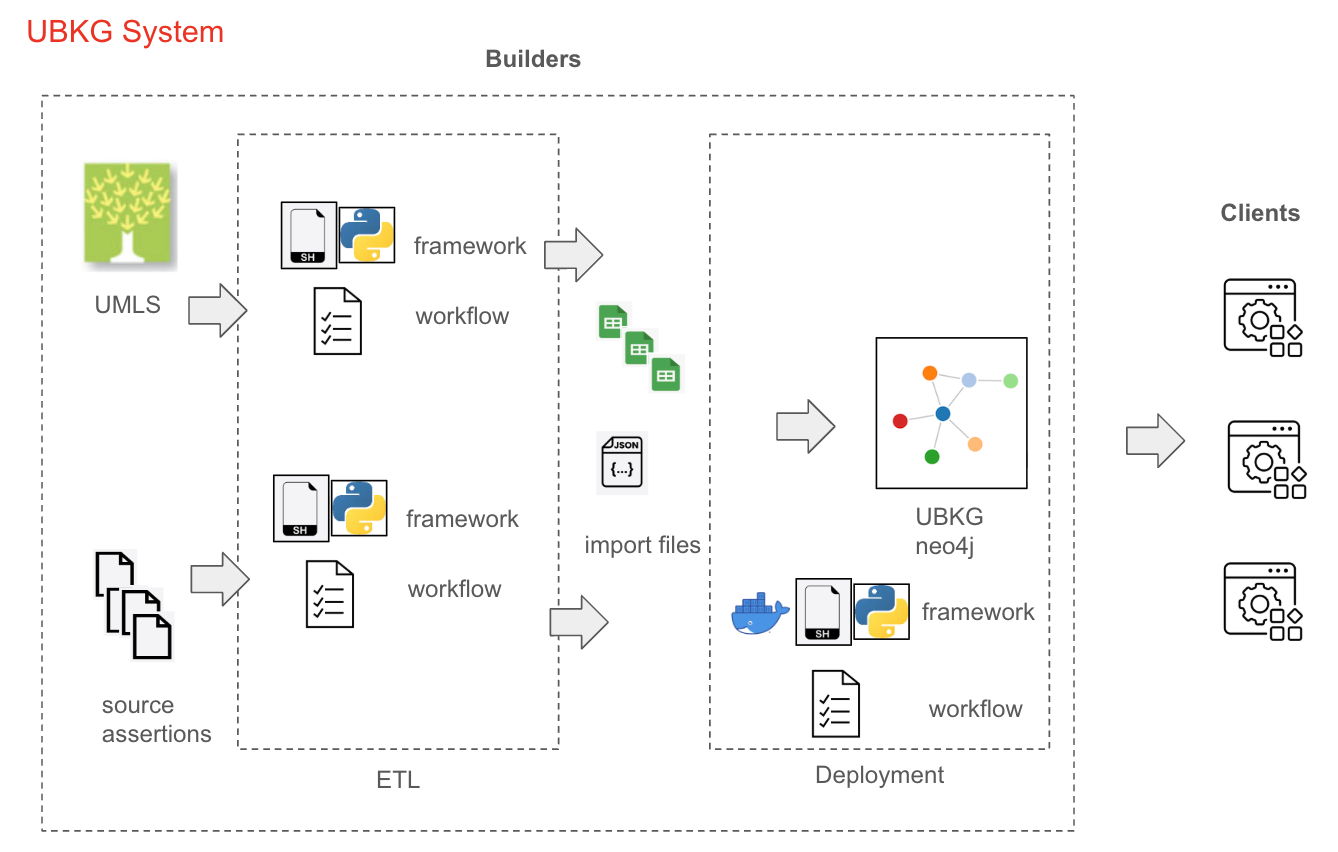 UBKG System
Builders
Clients
SH
framework
UMLS
workflow
JSON
{...}
SH
framework
import files
workflow
UBKG
neo4j
SH
framework
source
assertions
workflow
ETL
Deployment